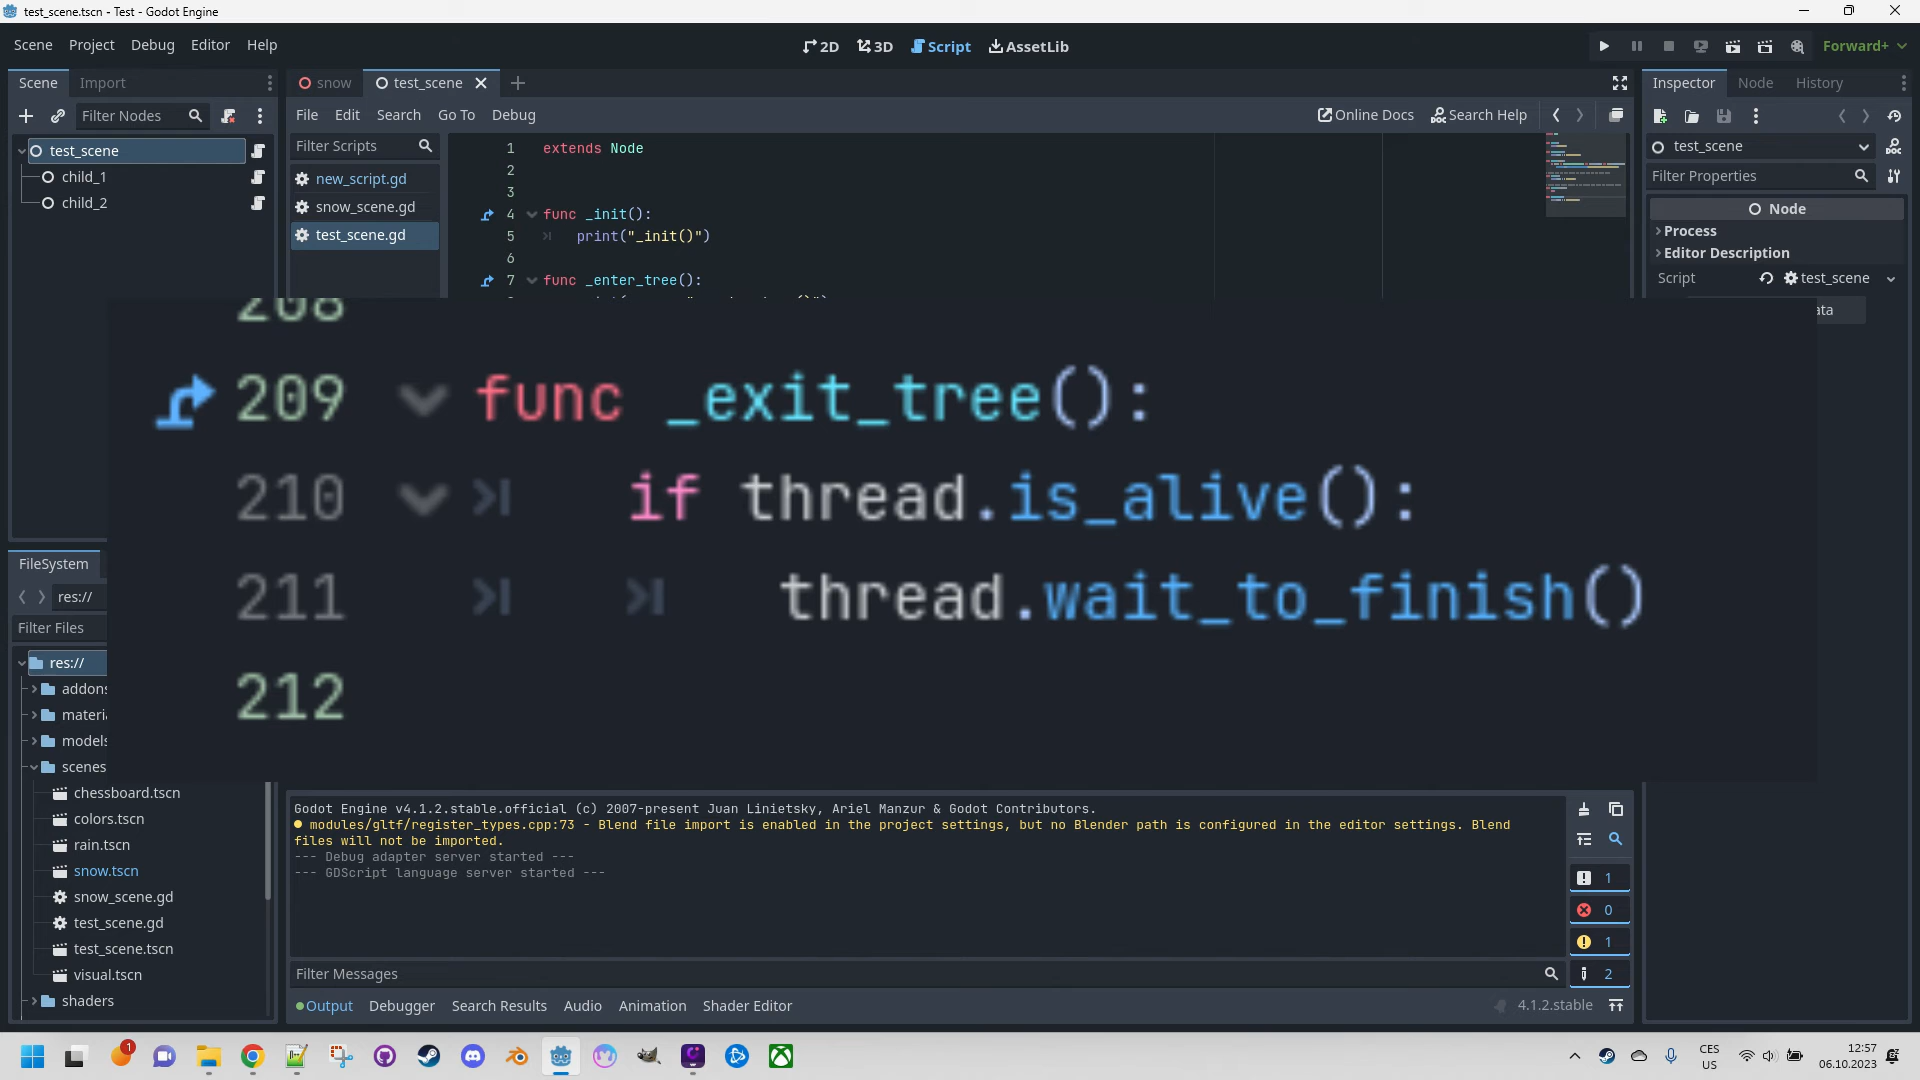 test_scene.tscn - Test - Godot Engine
Scene Project Debug Editor Help
2D 3D Script AssetLib
Forward+
Scene Import
snow test_scene
Inspector Node History
Filter Nodes
File Edit Search Go To Debug
Online Docs Search Help
test_scene
child_1
child_2
Filter Scripts
new_script.gd
snow_scene.gd
test_scene.gd
1 extends Node
2
3
4 func _init():
5 print("_init()")
6
7 func _enter_tree():
test_scene
Filter Properties
Node
Process
Editor Description
Script test_scene
ata
208
209 func _exit_tree():
210 if thread.is_alive():
211 thread.wait_to_finish()
212
FileSystem
res://
Filter Files
res://
addons
materi
models
scenes
chessboard.tscn
colors.tscn
rain.tscn
snow.tscn
snow_scene.gd
test_scene.gd
test_scene.tscn
visual.tscn
shaders
Godot Engine v4.1.2.stable.official (c) 2007-present Juan Linietsky, Ariel Manzur & Godot Contributors.
modules/gltf/register_types.cpp:73 - Blend file import is enabled in the project settings, but no Blender path is configured in the editor settings. Blend
files will not be imported.
--- Debug adapter server started ---
--- GDScript language server started ---
1
0
1
2
Filter Messages
Output Debugger Search Results Audio Animation Shader Editor
4.1.2.stable
1
CES
US
12:57
06.10.2023